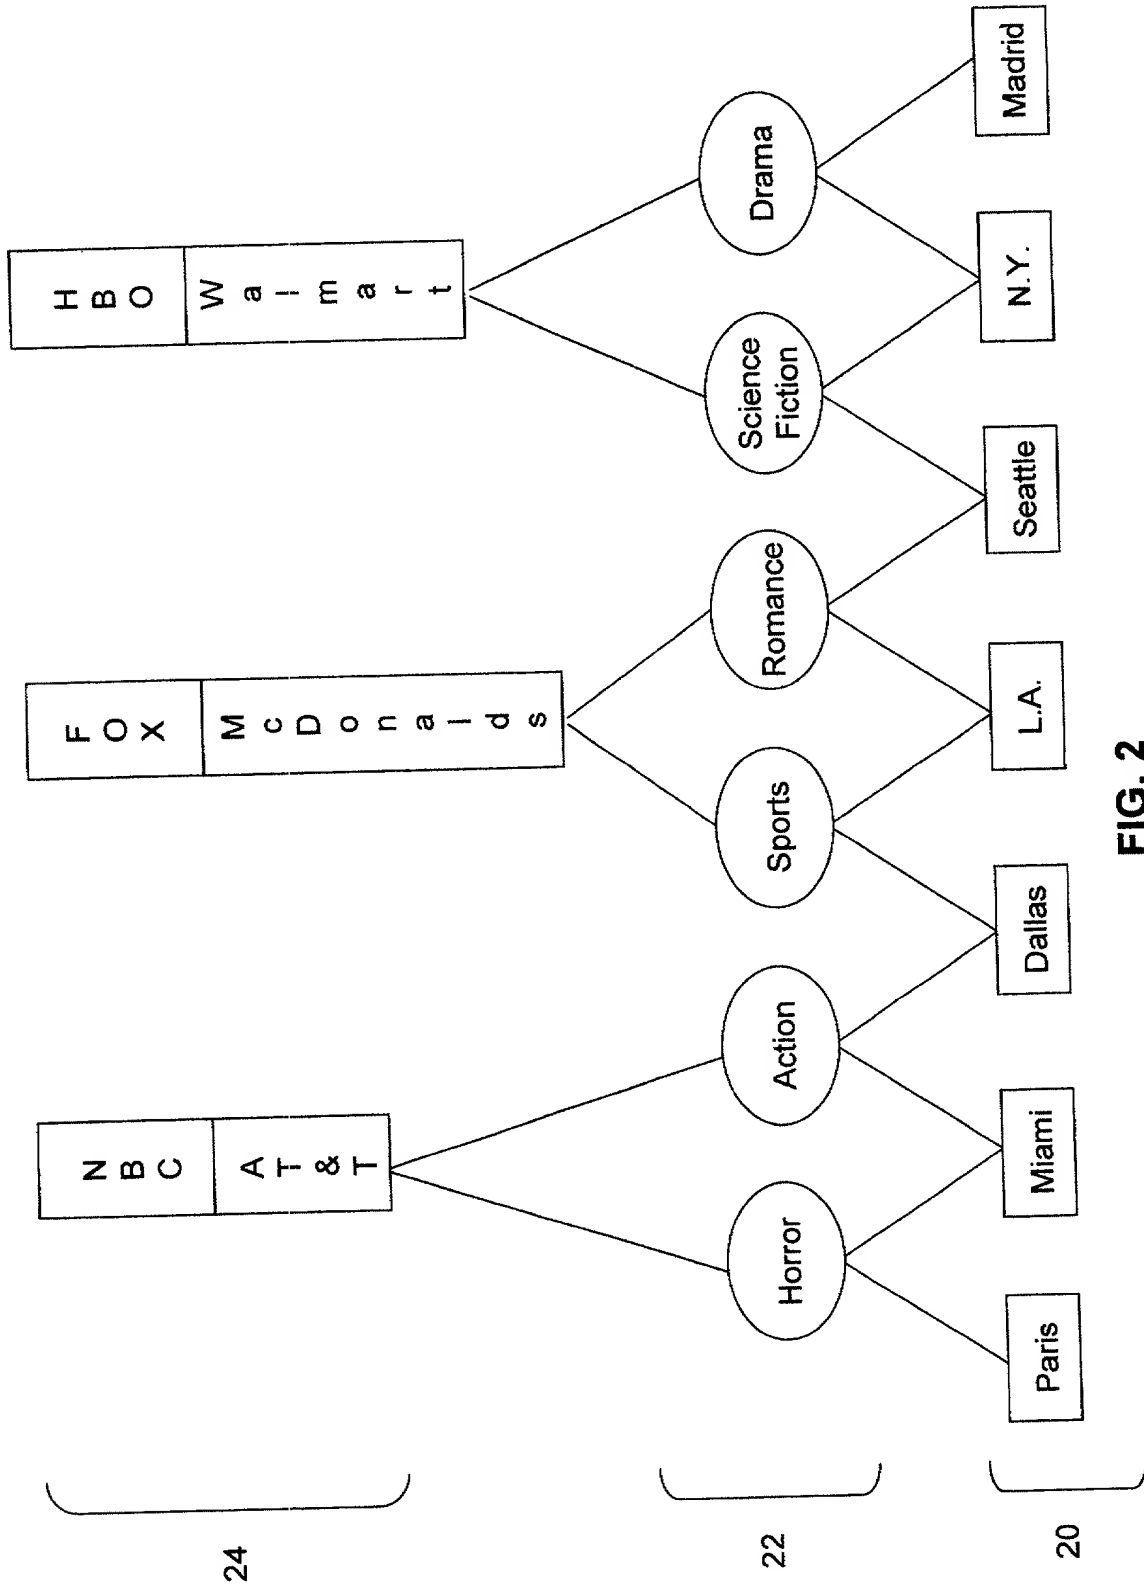 24
NBC
AT&T
FOX
McDonalds
HBO
Walmart
22
Horror
Action
Sports
Romance
Science
Fiction
Drama
20
Paris
Miami
Dallas
L.A.
Seattle
N.Y.
Madrid
FIG. 2